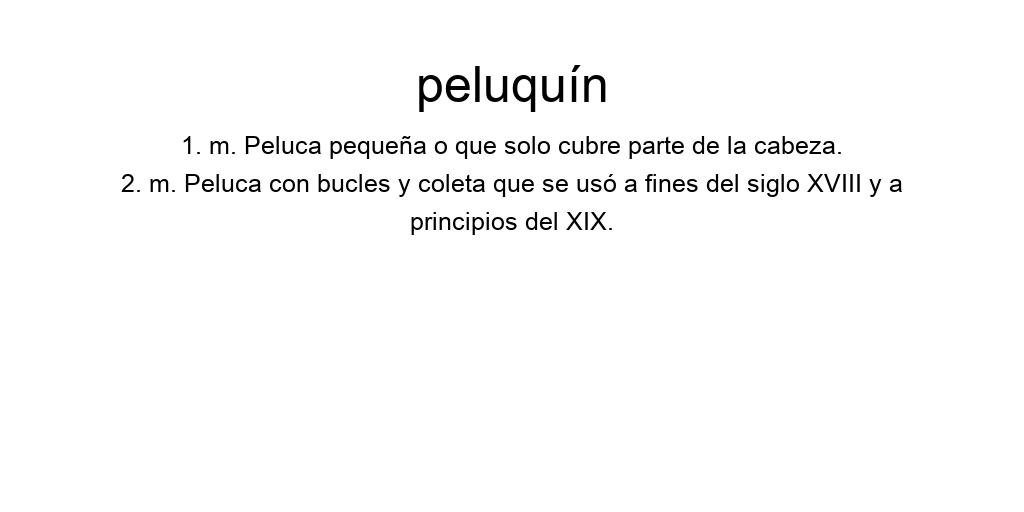 peluquín
1. m. Peluca pequeña o que solo cubre parte de la cabeza.
2. m. Peluca con bucles y coleta que se usó a fines del siglo XVIII y a
principios del XIX.